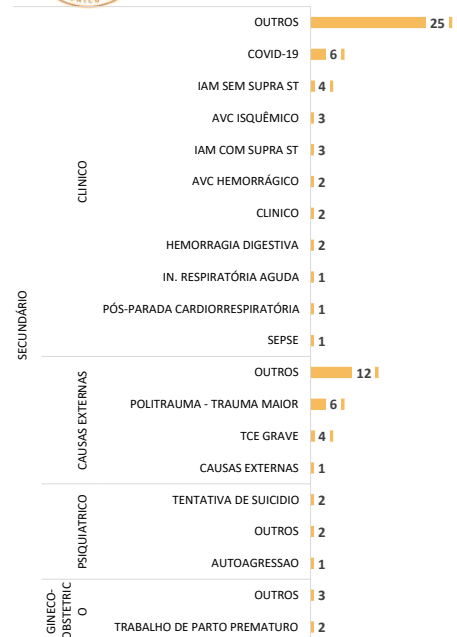 OUTROS 25
COVID-19 6
IAM SEM SUPRA ST 4
AVC ISQUÊMICO 3
IAM COM SUPRA ST 3
AVC HEMORRÁGICO 2
CLINICO 2
HEMORRAGIA DIGESTIVA 2
IN. RESPIRATÓRIA AGUDA 1
PÓS-PARADA CARDIORRESPIRATÓRIA 1
SEPSE 1
CLINICO
OUTROS 12
POLITRAUMA - TRAUMA MAIOR 6
TCE GRAVE 4
CAUSAS EXTERNAS 1
CAUSAS EXTERNAS
TENTATIVA DE SUICIDIO 2
OUTROS 2
AUTOAGRESSAO 1
PSIQUIATRICO
OUTROS 3
TRABALHO DE PARTO PREMATURO 2
GINECO-
OBSTETRIC
O
SECUNDÁRIO